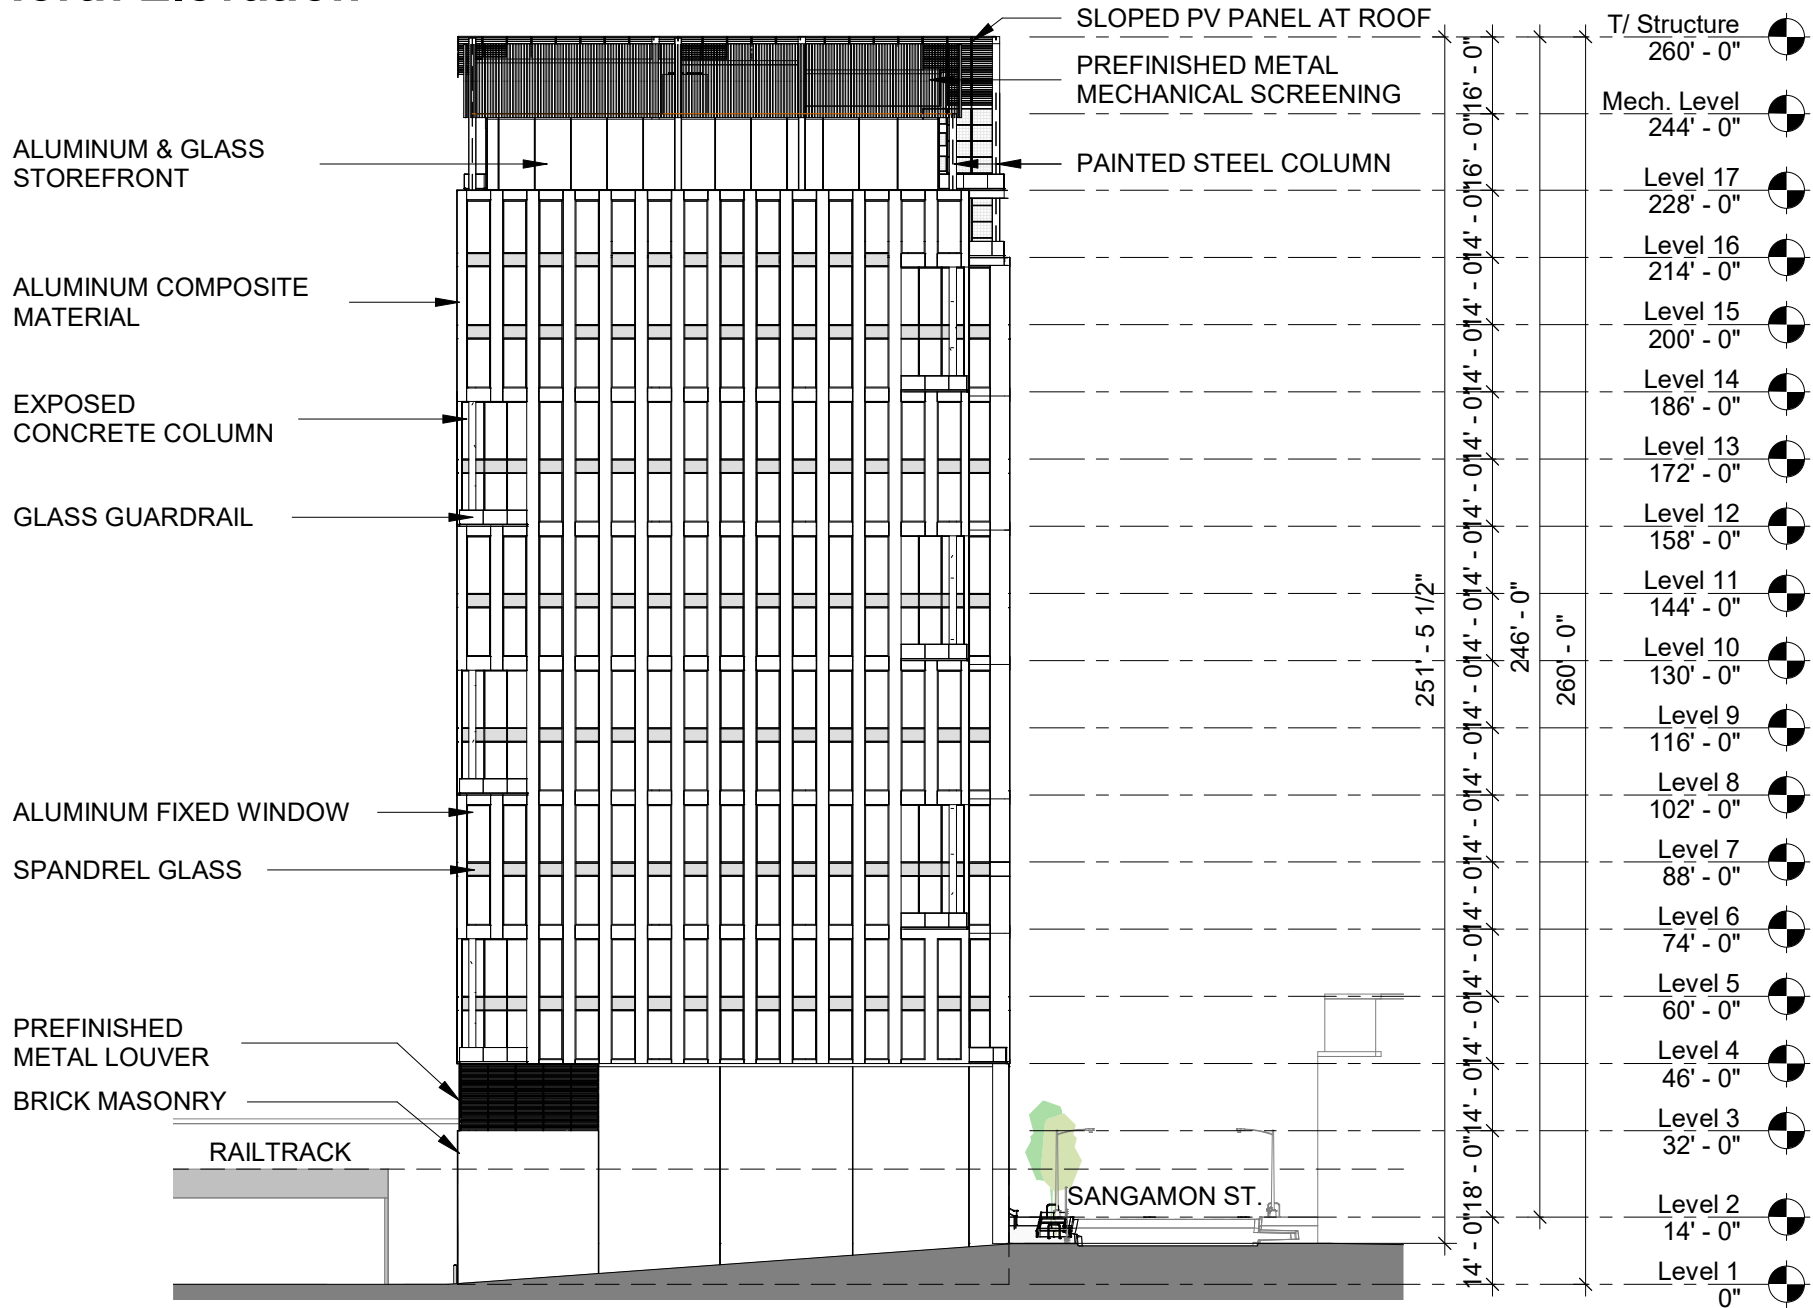 SLOPED PV PANEL AT ROOF
PREFINISHED METAL
MECHANICAL SCREENING
ALUMINUM & GLASS
STOREFRONT
PAINTED STEEL COLUMN
ALUMINUM COMPOSITE
MATERIAL
EXPOSED
CONCRETE COLUMN
GLASS GUARDRAIL
ALUMINUM FIXED WINDOW
SPANDREL GLASS
PREFINISHED
METAL LOUVER
BRICK MASONRY
RAILTRACK
SANGAMON ST.
251' - 5 1/2"
16' - 0"
16' - 0"
16' - 0"
14' - 0"
14' - 0"
14' - 0"
14' - 0"
14' - 0"
14' - 0"
14' - 0"
14' - 0"
14' - 0"
14' - 0"
14' - 0"
14' - 0"
14' - 0"
14' - 0"
18' - 0"
14' - 0"
246' - 0"
260' - 0"
T/ Structure
260' - 0"
Mech. Level
244' - 0"
Level 17
228' - 0"
Level 16
214' - 0"
Level 15
200' - 0"
Level 14
186' - 0"
Level 13
172' - 0"
Level 12
158' - 0"
Level 11
144' - 0"
Level 10
130' - 0"
Level 9
116' - 0"
Level 8
102' - 0"
Level 7
88' - 0"
Level 6
74' - 0"
Level 5
60' - 0"
Level 4
46' - 0"
Level 3
32' - 0"
Level 2
14' - 0"
Level 1
0"